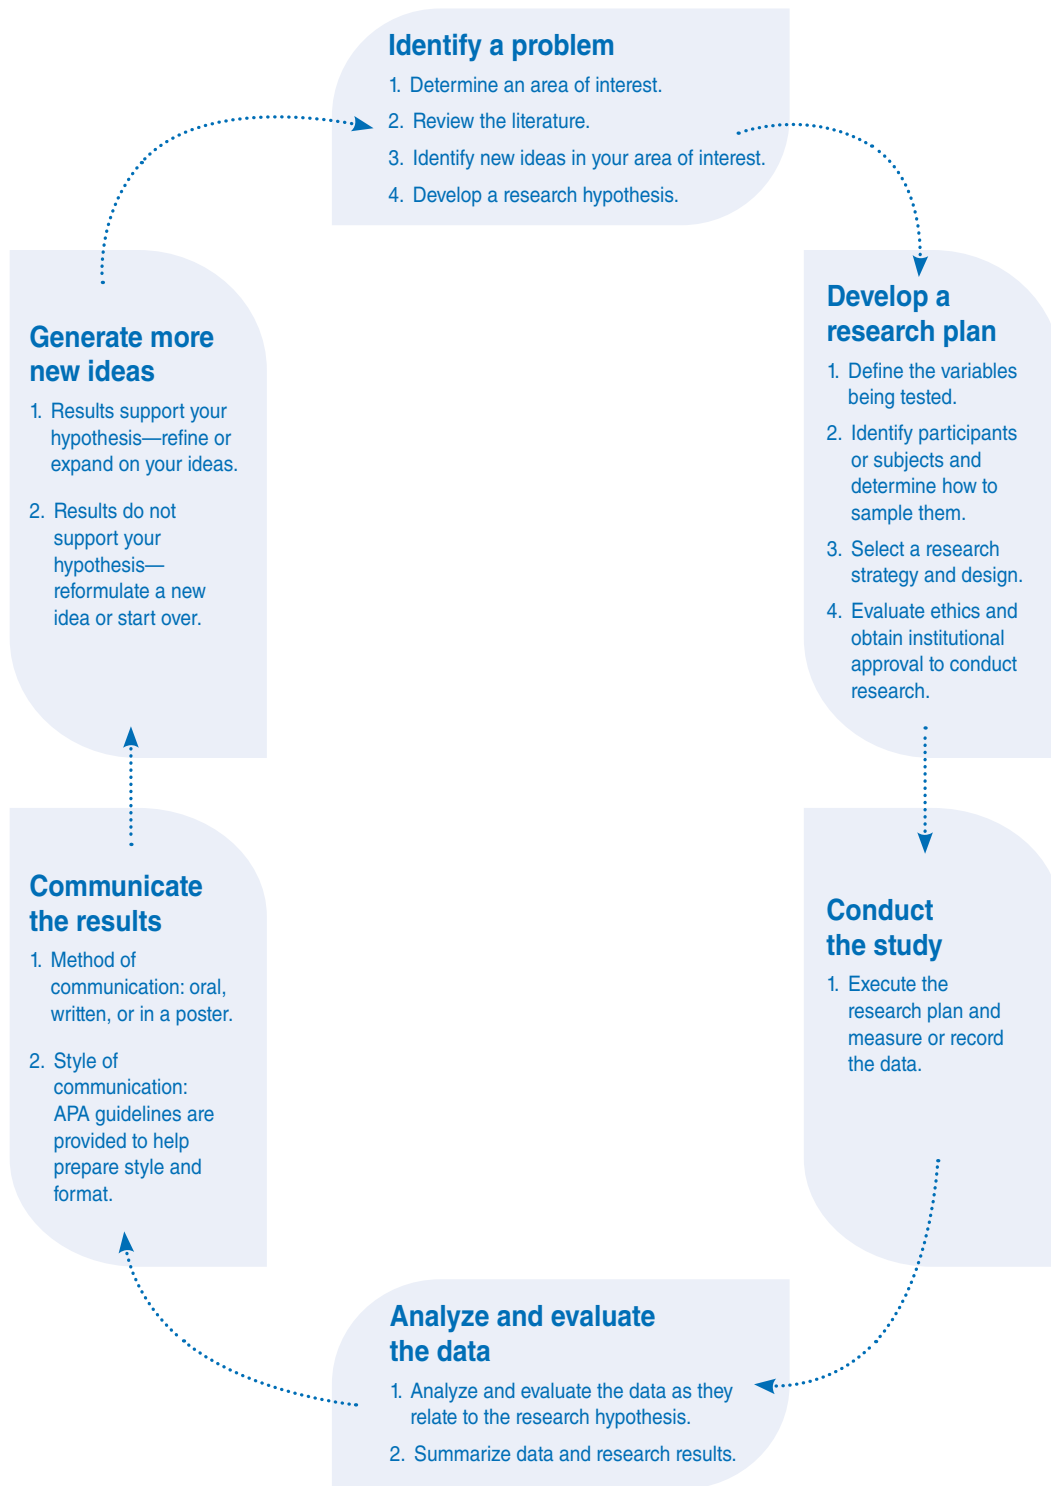 Identify a problem
1. Determine an area of interest.
2. Review the literature.
3. Identify new ideas in your area of interest.
4. Develop a research hypothesis.
Develop a
research plan
1. Define the variables
being tested.
2. Identify participants
or subjects and
determine how to
sample them.
3. Select a research
strategy and design.
4. Evaluate ethics and
obtain institutional
approval to conduct
research.
Conduct
the study
1. Execute the
research plan and
measure or record
the data.
Analyze and evaluate
the data
1. Analyze and evaluate the data as they
relate to the research hypothesis.
2. Summarize data and research results.
Communicate
the results
1. Method of
communication: oral,
written, or in a poster.
2. Style of
communication:
APA guidelines are
provided to help
prepare style and
format.
Generate more
new ideas
1. Results support your
hypothesis—refine or
expand on your ideas.
2. Results do not
support your
hypothesis—
reformulate a new
idea or start over.